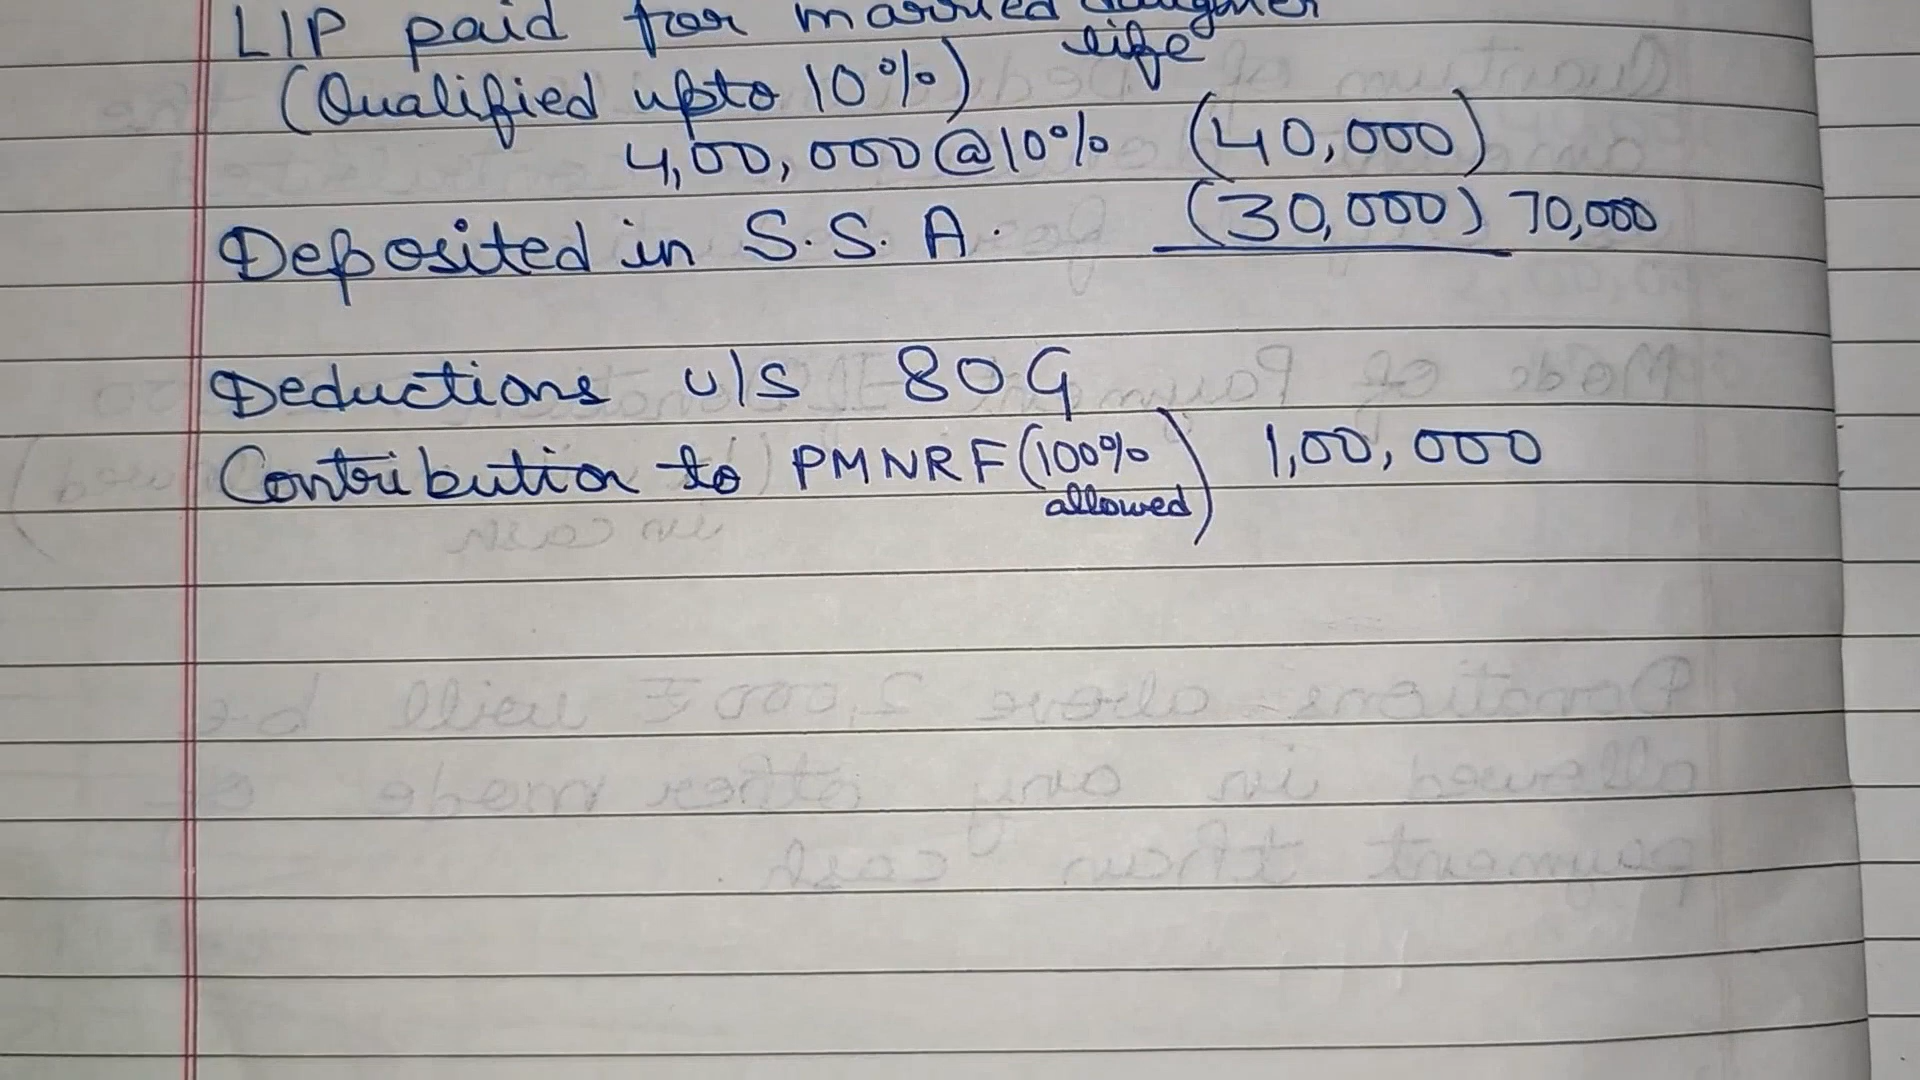 LIP paid for married daughter
life
(Qualified upto 10%)
4,00,000@10% (40,000)
Deposited in S.S.A. (30,000) 70,000
Deductions u/s 80G
Contribution to PMNRF (100% allowed) 1,00,000